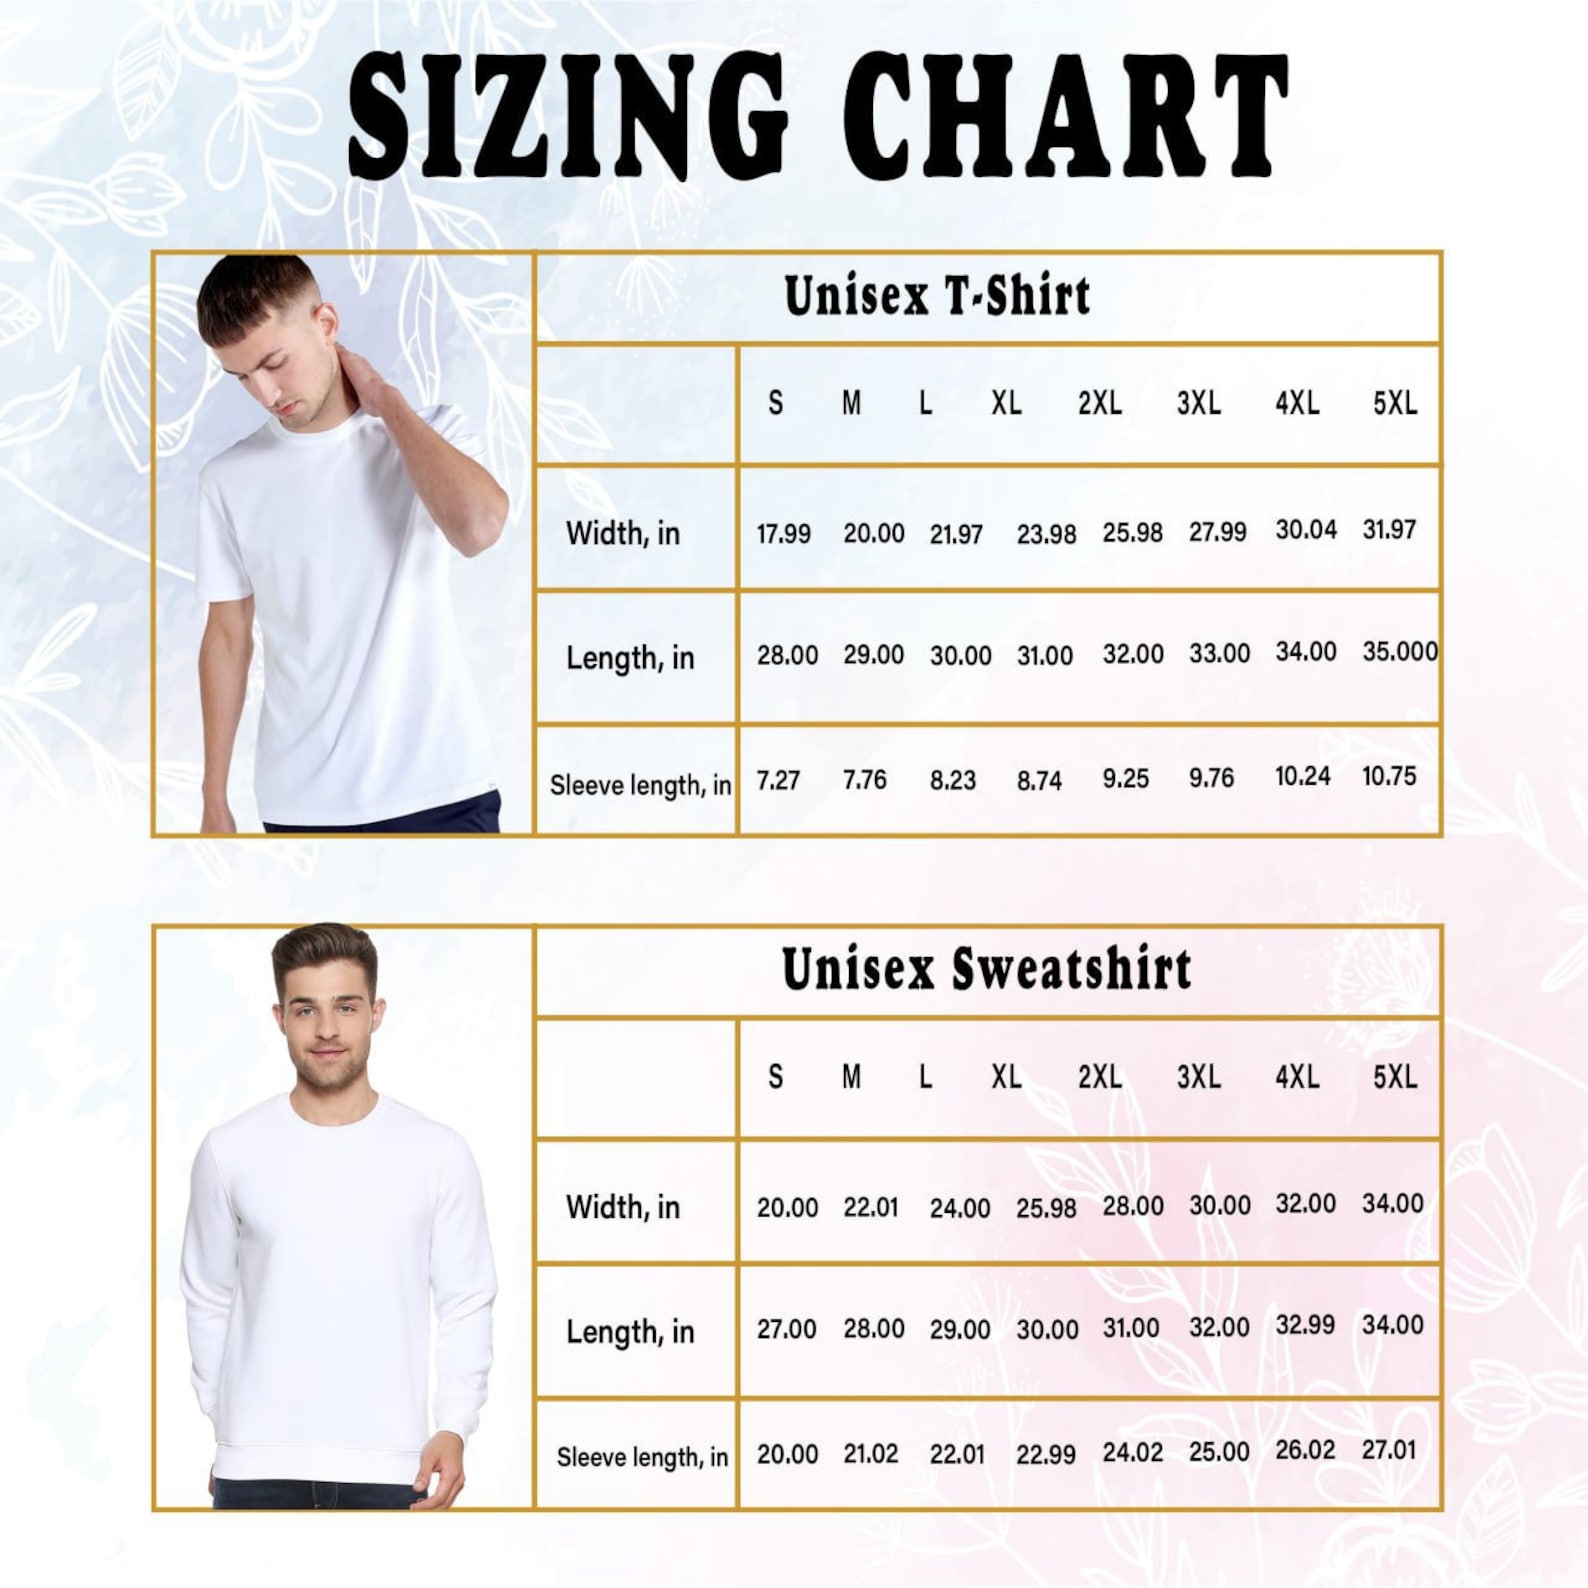 SIZING CHART
Unisex T-Shirt
S M L XL 2XL 3XL 4XL 5XL
Width, in 17.99 20.00 21.97 23.98 25.98 27.99 30.04 31.97
Length, in 28.00 29.00 30.00 31.00 32.00 33.00 34.00 35.000
Sleeve length, in 7.27 7.76 8.23 8.74 9.25 9.76 10.24 10.75
Unisex Sweatshirt
S M L XL 2XL 3XL 4XL 5XL
Width, in 20.00 22.01 24.00 25.98 28.00 30.00 32.00 34.00
Length, in 27.00 28.00 29.00 30.00 31.00 32.00 32.99 34.00
Sleeve length, in 20.00 21.02 22.01 22.99 24.02 25.00 26.02 27.01